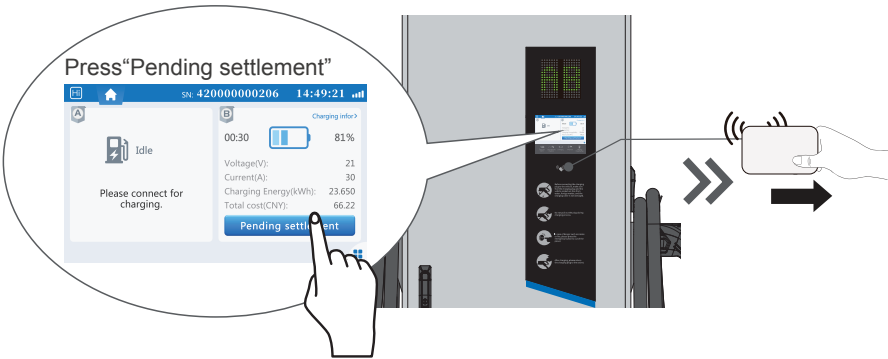 Press“Pending settlement”
Hi
SN: 420000000206 14:49:21
A
Idle
Please connect for
charging.
B
Charging infor>
00:30 81%
Voltage(V): 21
Current(A): 30
Charging Energy(kWh): 23.650
Total cost(CNY): 66.22
Pending